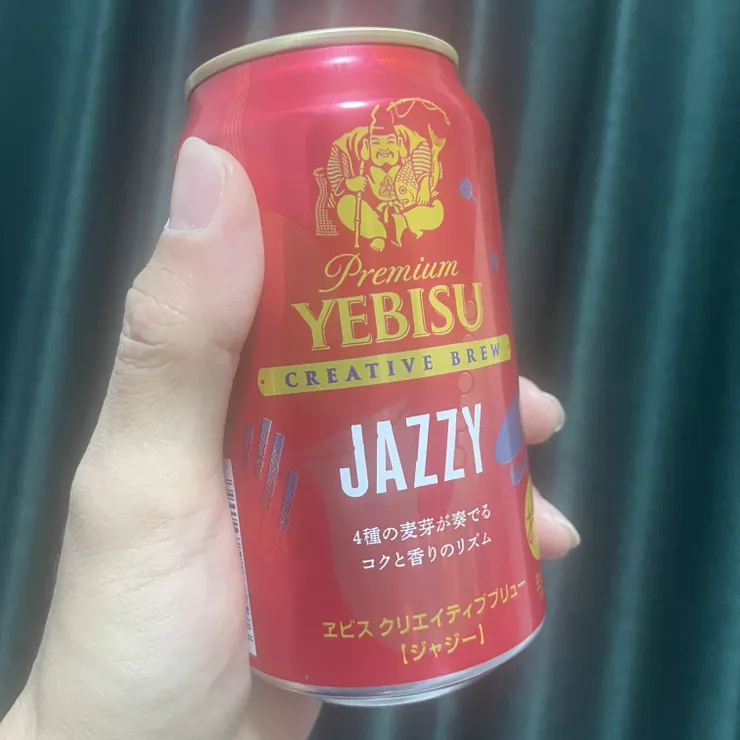 Premium
YEBISU
CREATIVE BREW
JAZZY
4種の麦芽が奏でる
コクと香りのリズム
ヱビス クリエイティブブリュー
【ジャジー】